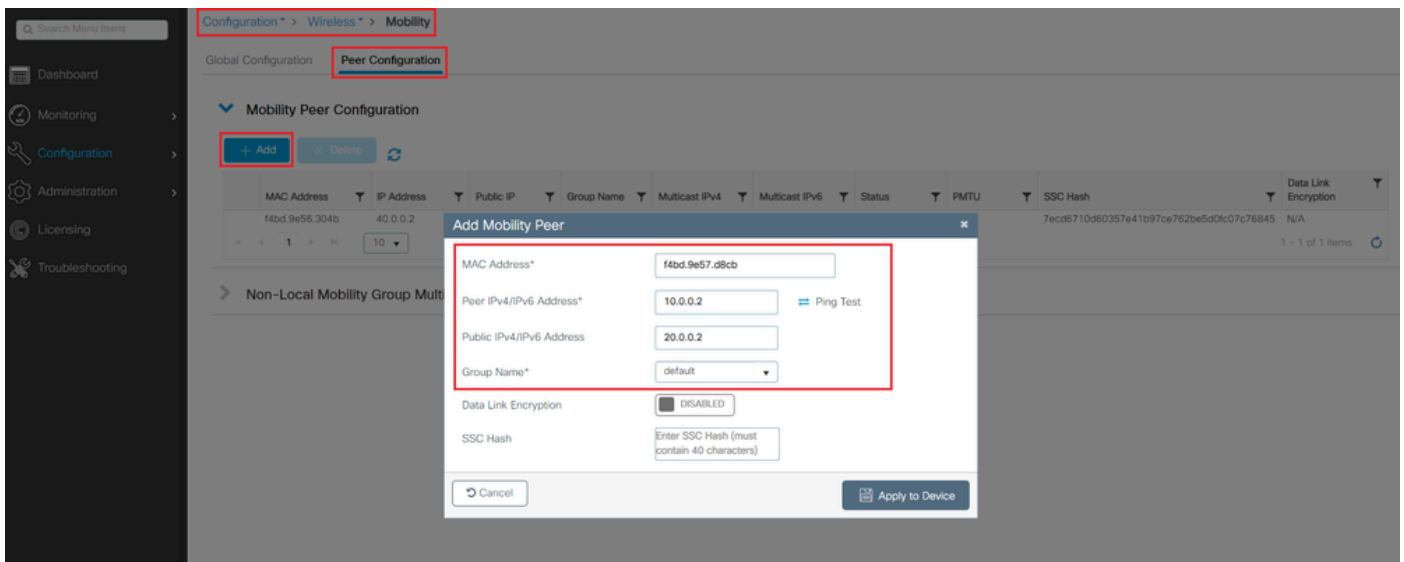 Search Menu Items
Dashboard
Monitoring
Configuration
Administration
Licensing
Troubleshooting
Configuration > Wireless > Mobility
Global Configuration Peer Configuration
Mobility Peer Configuration
+ Add × Delete
MAC Address IP Address Public IP Group Name Multicast IPv4 Multicast IPv6 Status PMTU SSC Hash Data Link Encryption
f4bd.9e56.304b 40.0.0.2 7ecd6710d60357e41b97ce762be5d0fc07c76845 N/A
1 10 1 - 1 of 1 items
Non-Local Mobility Group Multi
Add Mobility Peer
MAC Address* f4bd.9e57.d8cb
Peer IPv4/IPv6 Address* 10.0.0.2 Ping Test
Public IPv4/IPv6 Address 20.0.0.2
Group Name* default
Data Link Encryption DISABLED
SSC Hash Enter SSC Hash (must
contain 40 characters)
Cancel Apply to Device